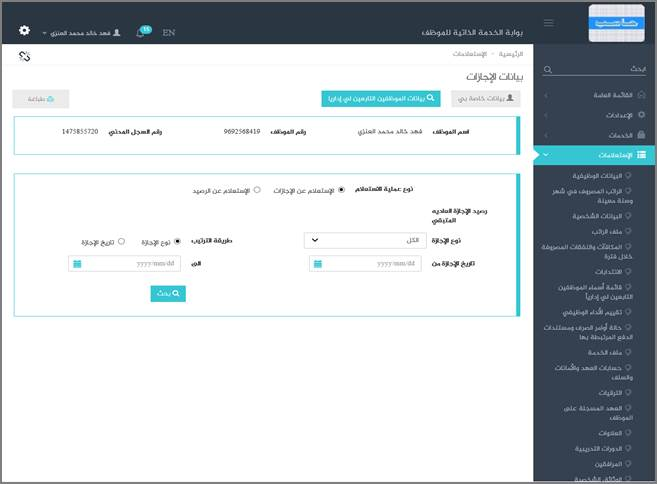 حاسب
بوابة الخدمة الذاتية للموظف
EN
15
فهد خالد محمد العنزي
ابحث
القائمة العامة
الإعدادات
الخدمات
الإستعلامات
البيانات الوظيفية
الراتب المصروف في شهر
وسنة معينة
البيانات الشخصية
ملف الراتب
المكافآت والنفقات المصروفة
خلال فترة
الانتدابات
قائمة أسماء الموظفين
التابعين لي إدارياً
تقييم الأداء الوظيفي
حالة أوامر الصرف ومستندات
الدفع المرتبطة بها
ملف الخدمة
حسابات العهد والأمانات
والسلف
الترقيات
العهد المسجلة على
الموظف
العلاوات
الدورات التدريبية
المرافقين
الوثائق الشخصية
الرئيسية - الإستعلامات
بيانات الإجازات
بيانات خاصة بي
بيانات الموظفين التابعين لي إداريا
طباعة
اسم الموظف فهد خالد محمد العنزي رقم الموظف 9692568419 رقم السجل المدني 1475855720
نوع عملية الاستعلام الإستعلام عن الإجازات الإستعلام عن الرصيد
رصيد الإجازة العادية
المتبقي
نوع الإجازة الكل طريقة الترتيب نوع الإجازة تاريخ الإجازة
تاريخ الإجازة من yyyy/mm/dd الى yyyy/mm/dd
بحث